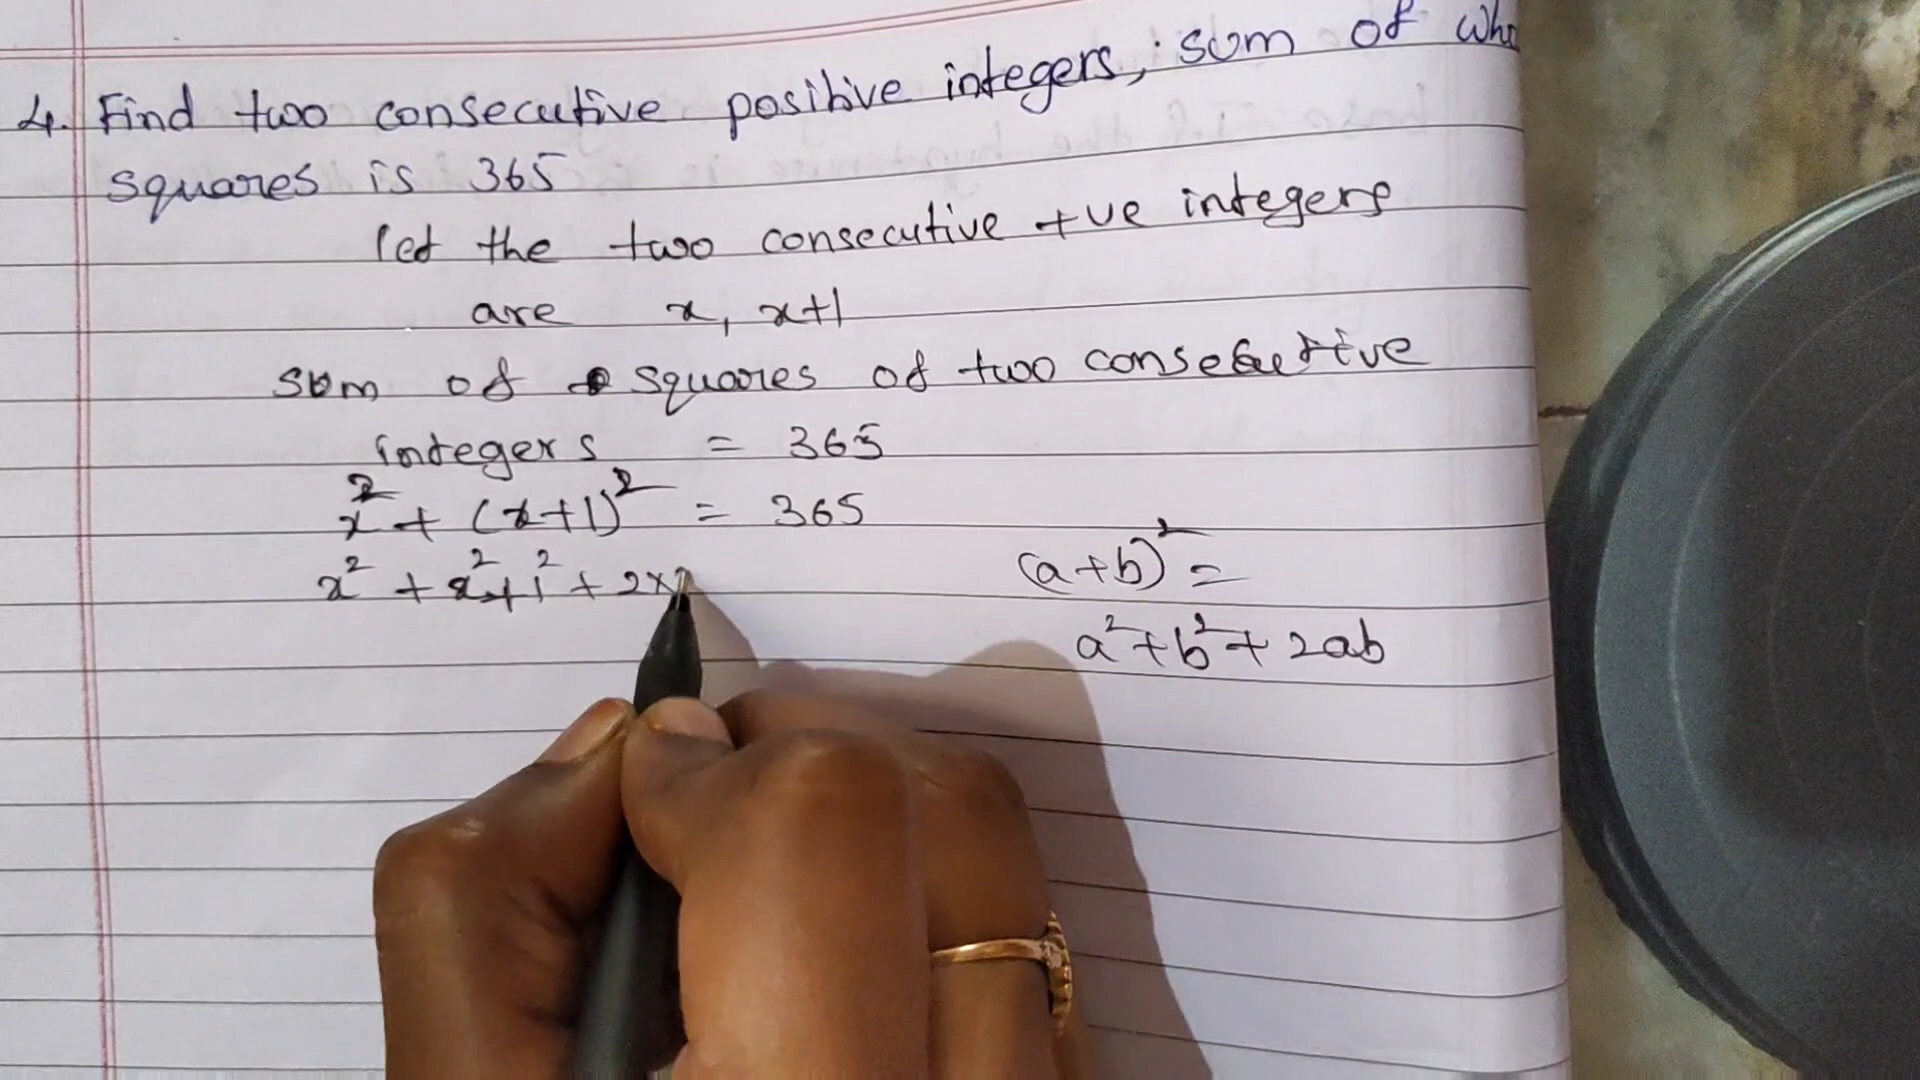 4. Find two consecutive positive integers, sum of
squares is 365
let the two consecutive +ve integers
are x, x+1
sum of squares of two consecutive
integers = 365
x² + (x+1)² = 365
x² + x²+1² + 2×
(a+b)² =
a²+b²+2ab